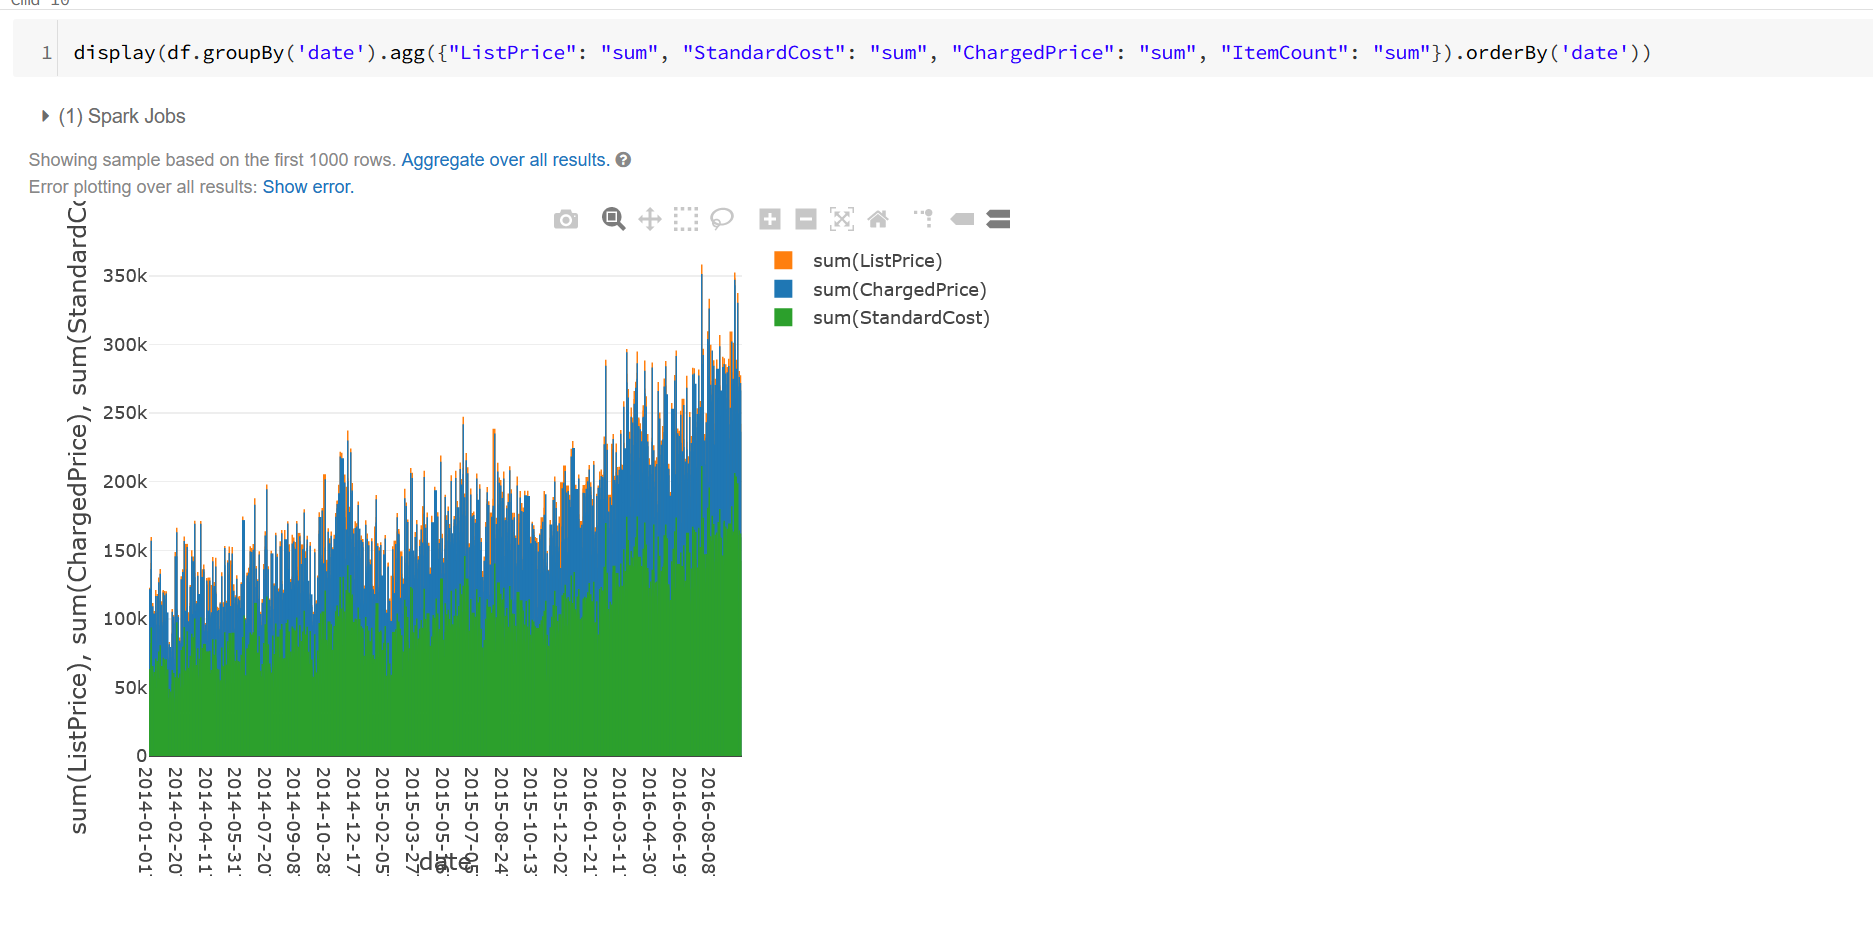 Cmd 10
1 display(df.groupBy('date').agg({"ListPrice": "sum", "StandardCost": "sum", "ChargedPrice": "sum", "ItemCount": "sum"}).orderBy('date'))
(1) Spark Jobs
Showing sample based on the first 1000 rows. Aggregate over all results.
Error plotting over all results: Show error.
sum(ListPrice), sum(ChargedPrice), sum(StandardCo
350k
300k
250k
200k
150k
100k
50k
0
sum(ListPrice)
sum(ChargedPrice)
sum(StandardCost)
2014-01-01
2014-02-20
2014-04-11
2014-05-31
2014-07-20
2014-09-08
2014-10-28
2014-12-17
2015-02-05
2015-03-27
2015-05-16
2015-07-05
2015-08-24
2015-10-13
2015-12-02
2016-01-21
2016-03-11
2016-04-30
2016-06-19
2016-08-08
date